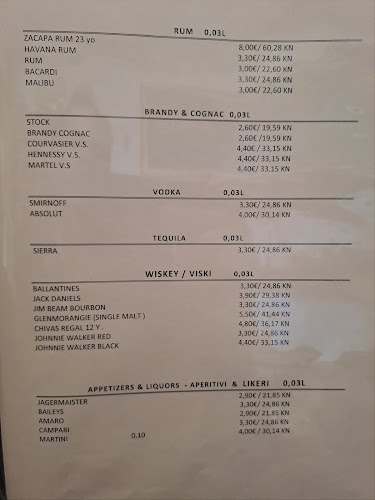 RUM 0,03L
ZACAPA RUM 23 yo 8,00€/ 60,28 KN
HAVANA RUM 3,30€/ 24,86 KN
RUM 3,00€/ 22,60 KN
BACARDI 3,30€/ 24,86 KN
MALIBU 3,00€/ 22,60 KN
BRANDY & COGNAC 0,03L
STOCK 2,60€/ 19,59 KN
BRANDY COGNAC 2,60€ /19,59 KN
COURVASIER V.S. 4,40€ / 33,15 KN
HENNESSY V.S. 4,40€/ 33,15 KN
MARTEL V.S 4,40€/ 33,15 KN
VODKA 0,03L
SMIRNOFF 3,30€/ 24,86 KN
ABSOLUT 4,00€/ 30,14 KN
TEQUILA 0,03L
SIERRA 3,30€/ 24,86 KN
WISKEY / VISKI 0,03L
BALLANTINES 3,30€/ 24,86 KN
JACK DANIELS 3,90€/ 29,38 KN
JIM BEAM BOURBON 3,30€/ 24,86 KN
GLENMORANGIE (SINGLE MALT ) 5,50€/ 41,44 KN
CHIVAS REGAL 12 Y . 4,80€/ 36,17 KN
JOHNNIE WALKER RED 3,30€/ 24,86 KN
JOHNNIE WALKER BLACK 4,40€/ 33,15 KN
APPETIZERS & LIQUORS - APERITIVI & LIKERI 0,03L
JAGERMAISTER 2,90€/ 21,85 KN
BAILEYS 3,30€/ 24,86 KN
AMARO 2,90€/ 21,85 KN
CAMPARI 3,30€/ 24,86 KN
MARTINI 0,10 4,00€/ 30,14 KN